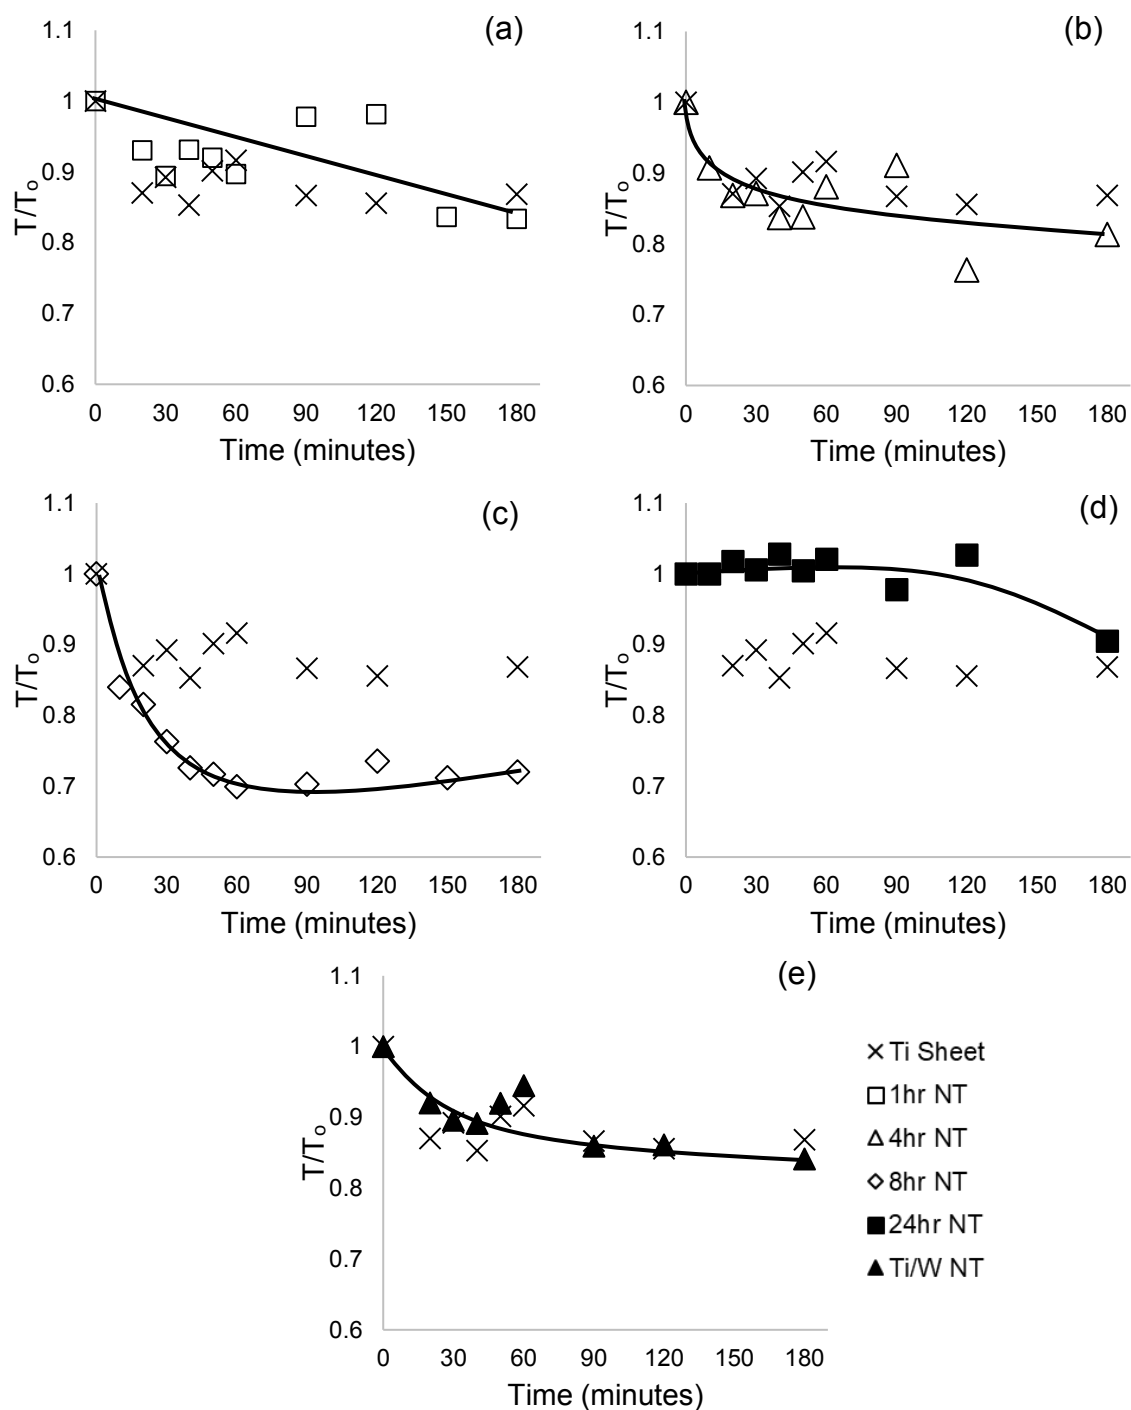 (a)
1.1
1
0.9
0.8
0.7
0.6
T/To
0 30 60 90 120 150 180
Time (minutes)
(b)
1.1
1
0.9
0.8
0.7
0.6
T/To
0 30 60 90 120 150 180
Time (minutes)
(c)
1.1
1
0.9
0.8
0.7
0.6
T/To
0 30 60 90 120 150 180
Time (minutes)
(d)
1.1
1
0.9
0.8
0.7
0.6
T/To
0 30 60 90 120 150 180
Time (minutes)
(e)
1.1
1
0.9
0.8
0.7
0.6
T/To
0 30 60 90 120 150 180
Time (minutes)
Ti Sheet
1hr NT
4hr NT
8hr NT
24hr NT
Ti/W NT